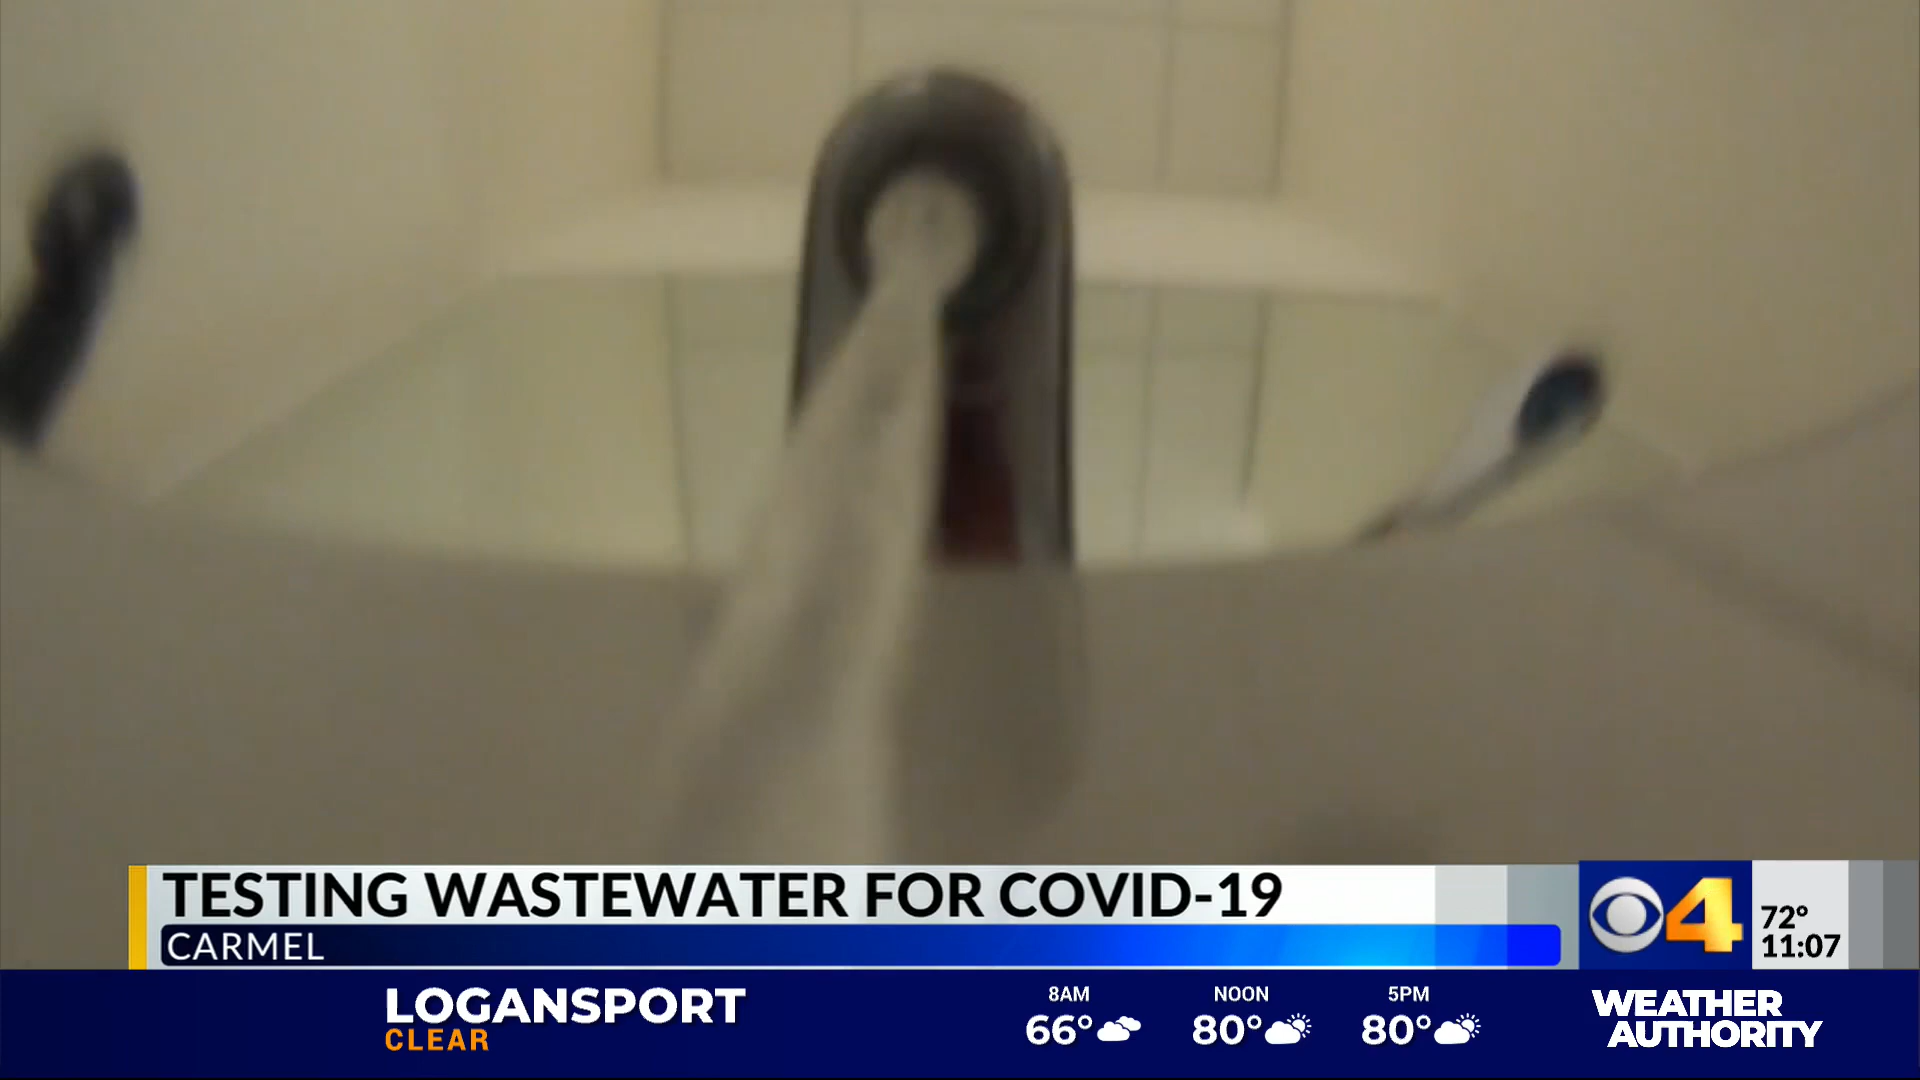 TESTING WASTEWATER FOR COVID-19
CARMEL
4
72°
11:07
LOGANSPORT
CLEAR
8AM
66°
NOON
80°
5PM
80°
WEATHER
AUTHORITY